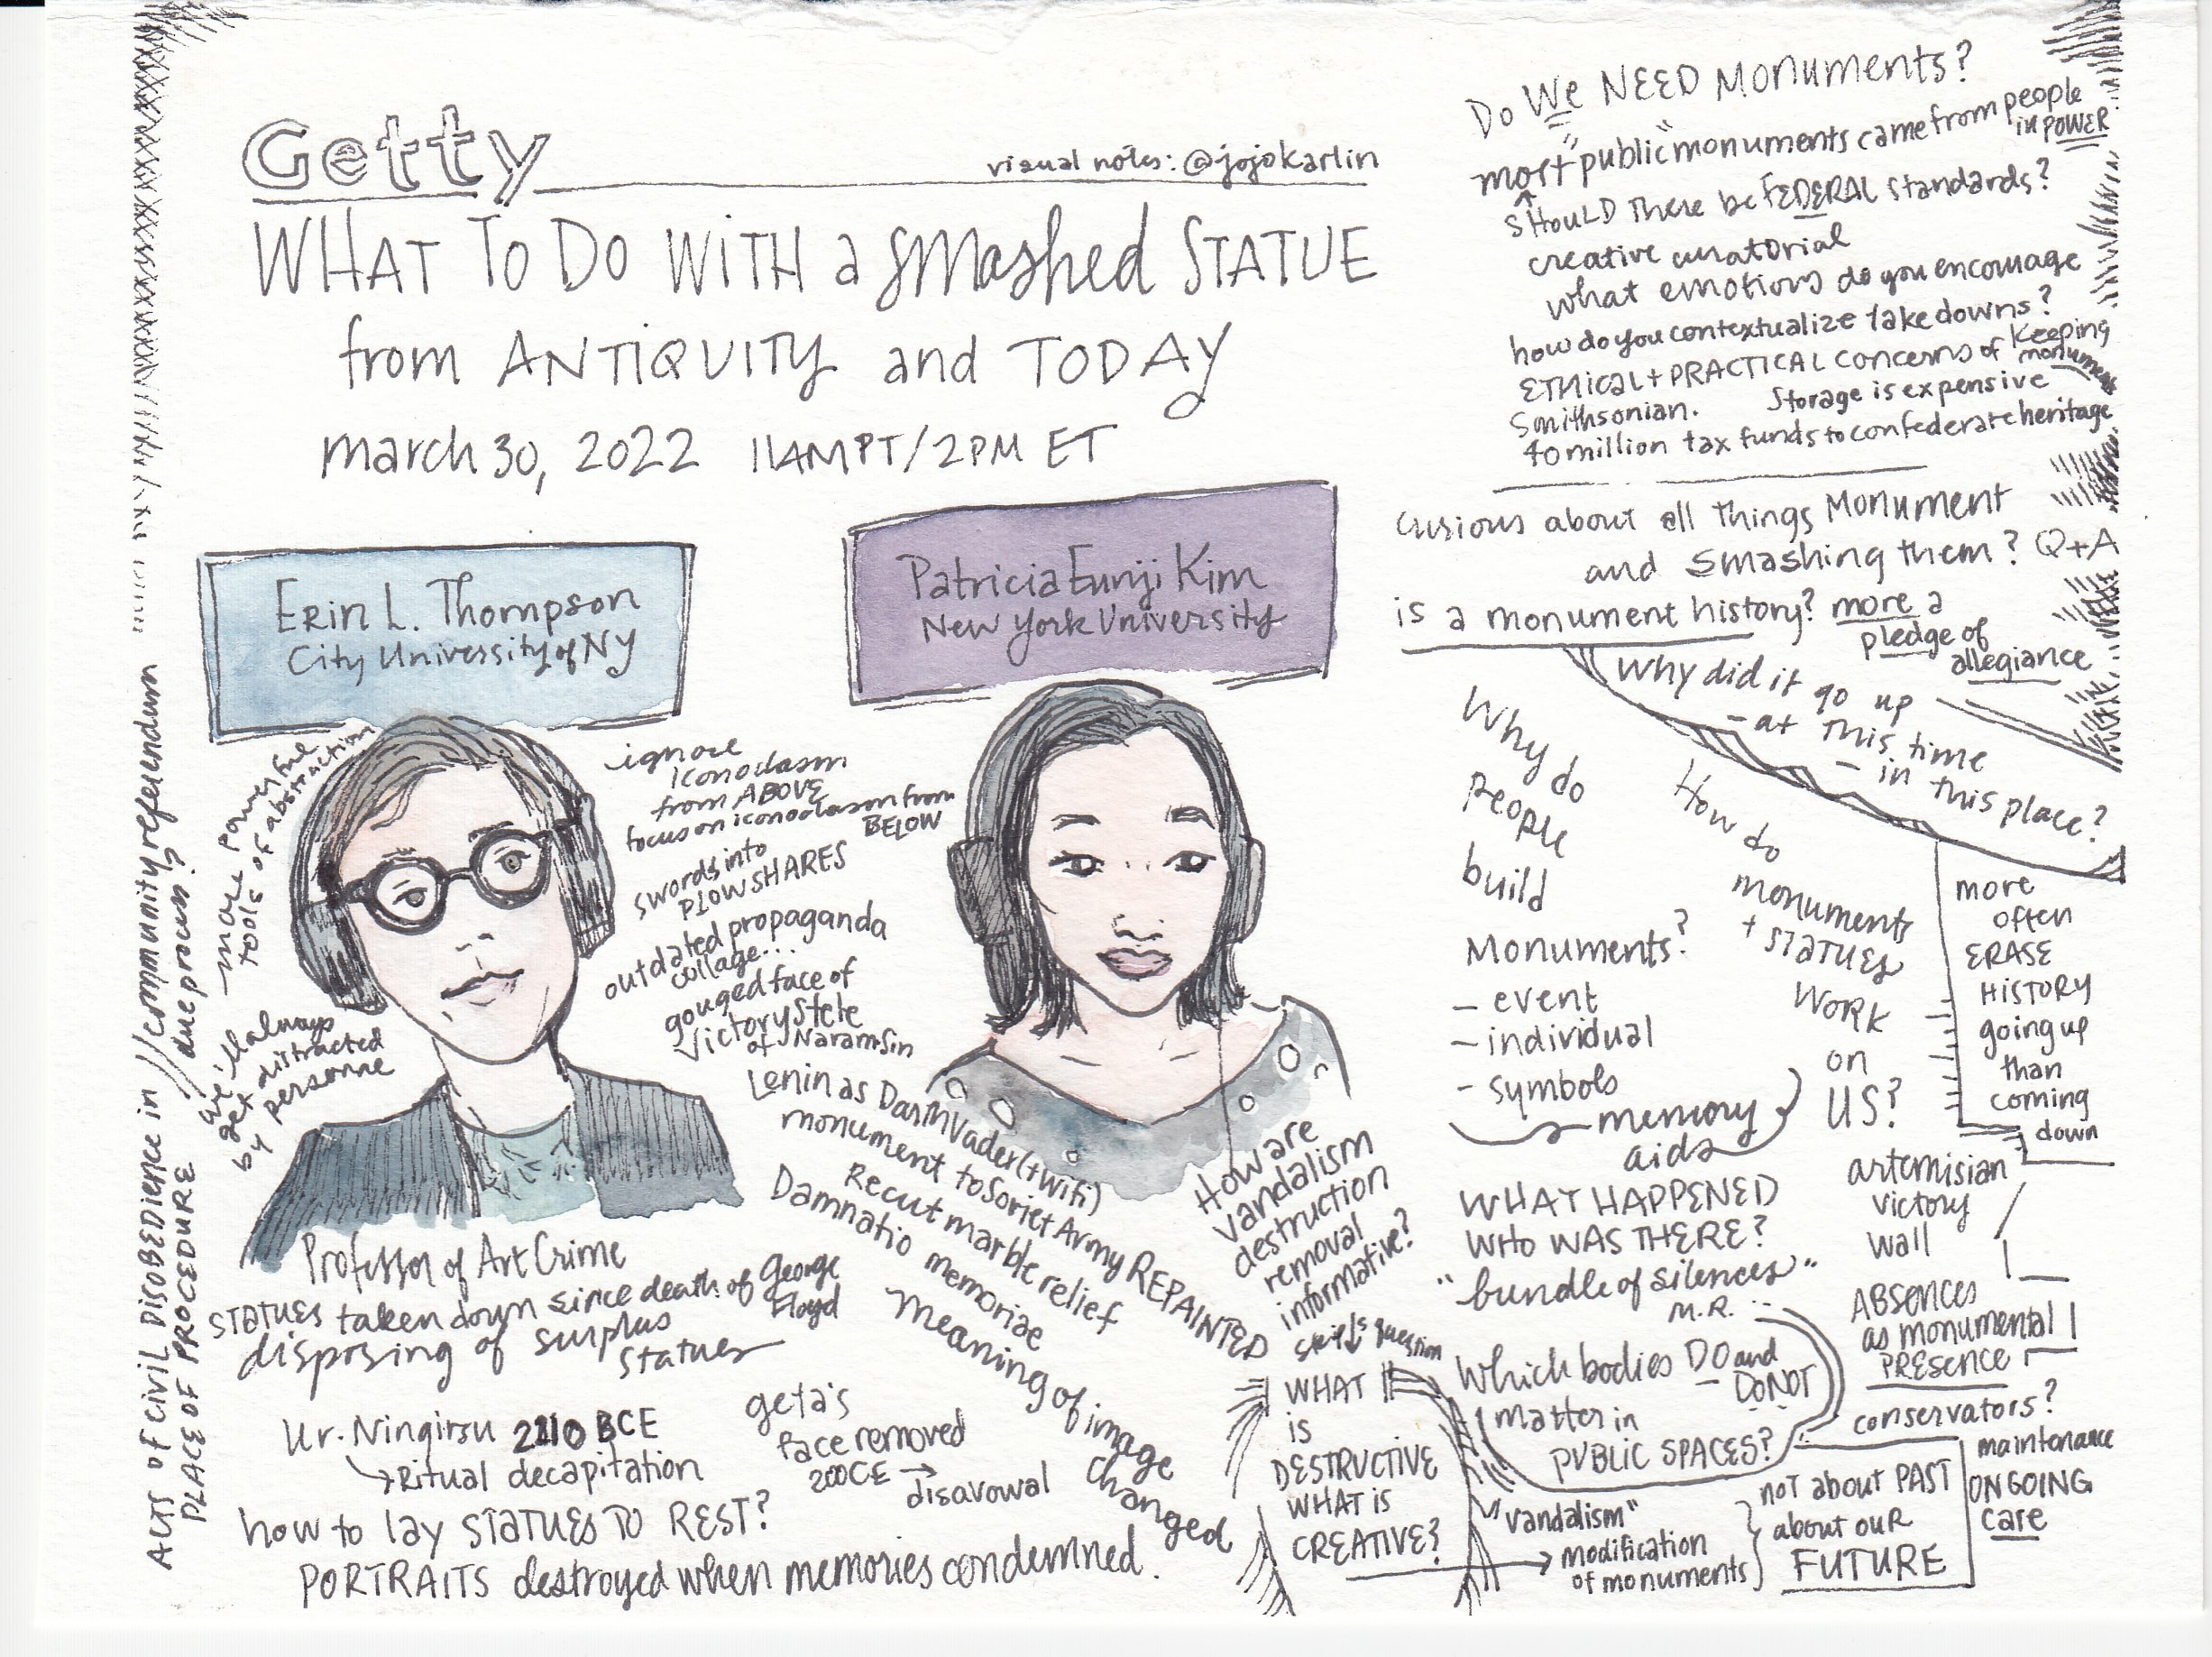 Getty
visual notes: @jojokarlin
WHAT TO DO WITH a smashed STATUE
from ANTIQUITY and TODAY
march 30, 2022 11AM PT/2PM ET
Erin L. Thompson
City University of NY
Patricia Eunji Kim
New York University
more powerful
tools of abstraction
we'll always
get distracted
by personne
Acts of civil DISOBEDIENCE in // community referendum
PLACE OF PROCEDURE / due process?
ignore
iconoclasm
from ABOVE
focus on iconoclasm from
BELOW
swords into
PLOWSHARES
outdated propaganda
collage...
gouged face of
Victory Stele
of Naramsin
Lenin as Darth Vader (+ wifi)
monument to Soviet Army REPAINTED
Recut marble relief
Damnatio memoriae
Meaning of image
changed
Professor of Art Crime
STATUES taken down since death of George
Floyd
disposing of surplus
statues
Ur-Ningirsu 2110 BCE
Ritual decapitation
geta's
face removed
200CE →
disavowal
how to lay STATUES TO REST?
PORTRAITS destroyed when memories condemned.
How are
vandalism
destruction
removal
informative?
question
WHAT
is
DESTRUCTIVE
WHAT is
CREATIVE?
Do We NEED Monuments?
most "public" monuments came from people
in POWER
SHOULD There be FEDERAL standards?
creative curatorial
what emotions do you encourage
how do you contextualize takedowns?
ETHICAL + PRACTICAL concerns of Keeping
monuments
Smithsonian. Storage is expensive
40 million tax funds to confederate heritage
curious about all things Monument
and smashing them? Q+A
is a monument history? more a
pledge of
allegiance
Why did it go up
- at this time
- in this place?
Why do
People
build
Monuments?
- event
- individual
- symbols
memory
aids
How do
monuments
+ STATUES
WORK
on
US?
more
often
ERASE
HISTORY
going up
than
coming
down
WHAT HAPPENED
WHO WAS THERE?
"bundle of silences"
M.R.
artemisian
victory
wall
ABSENCES
as monumental
PRESENCE
Which bodies DO and
DO NOT
matter in
PUBLIC SPACES?
conservators?
maintenance
ONGOING
care
"vandalism"
modification
of monuments
not about PAST
about our
FUTURE